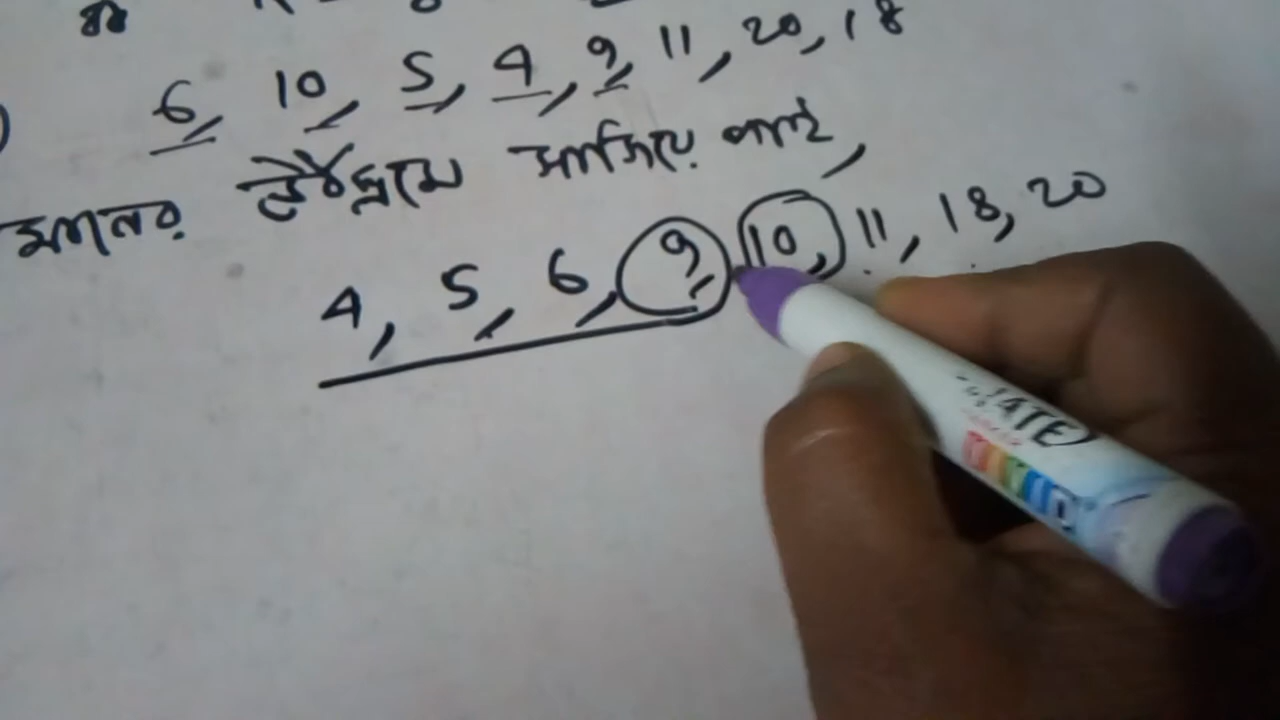 6, 10, 5, 4, 9, 11, 20, 18
মানের ঊর্ধ্বক্রমে সাজিয়ে পাই,
4, 5, 6, 9, 10, 11, 18, 20